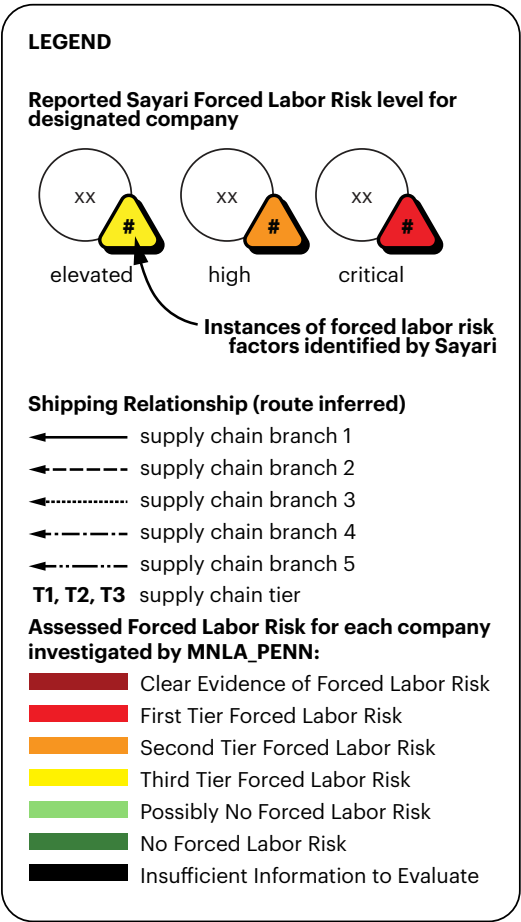 LEGEND
Reported Sayari Forced Labor Risk level for
designated company
xx
#
xx
#
xx
#
elevated
high
critical
Instances of forced labor risk
factors identified by Sayari
Shipping Relationship (route inferred)
supply chain branch 1
supply chain branch 2
supply chain branch 3
supply chain branch 4
supply chain branch 5
T1, T2, T3 supply chain tier
Assessed Forced Labor Risk for each company
investigated by MNLA_PENN:
Clear Evidence of Forced Labor Risk
First Tier Forced Labor Risk
Second Tier Forced Labor Risk
Third Tier Forced Labor Risk
Possibly No Forced Labor Risk
No Forced Labor Risk
Insufficient Information to Evaluate